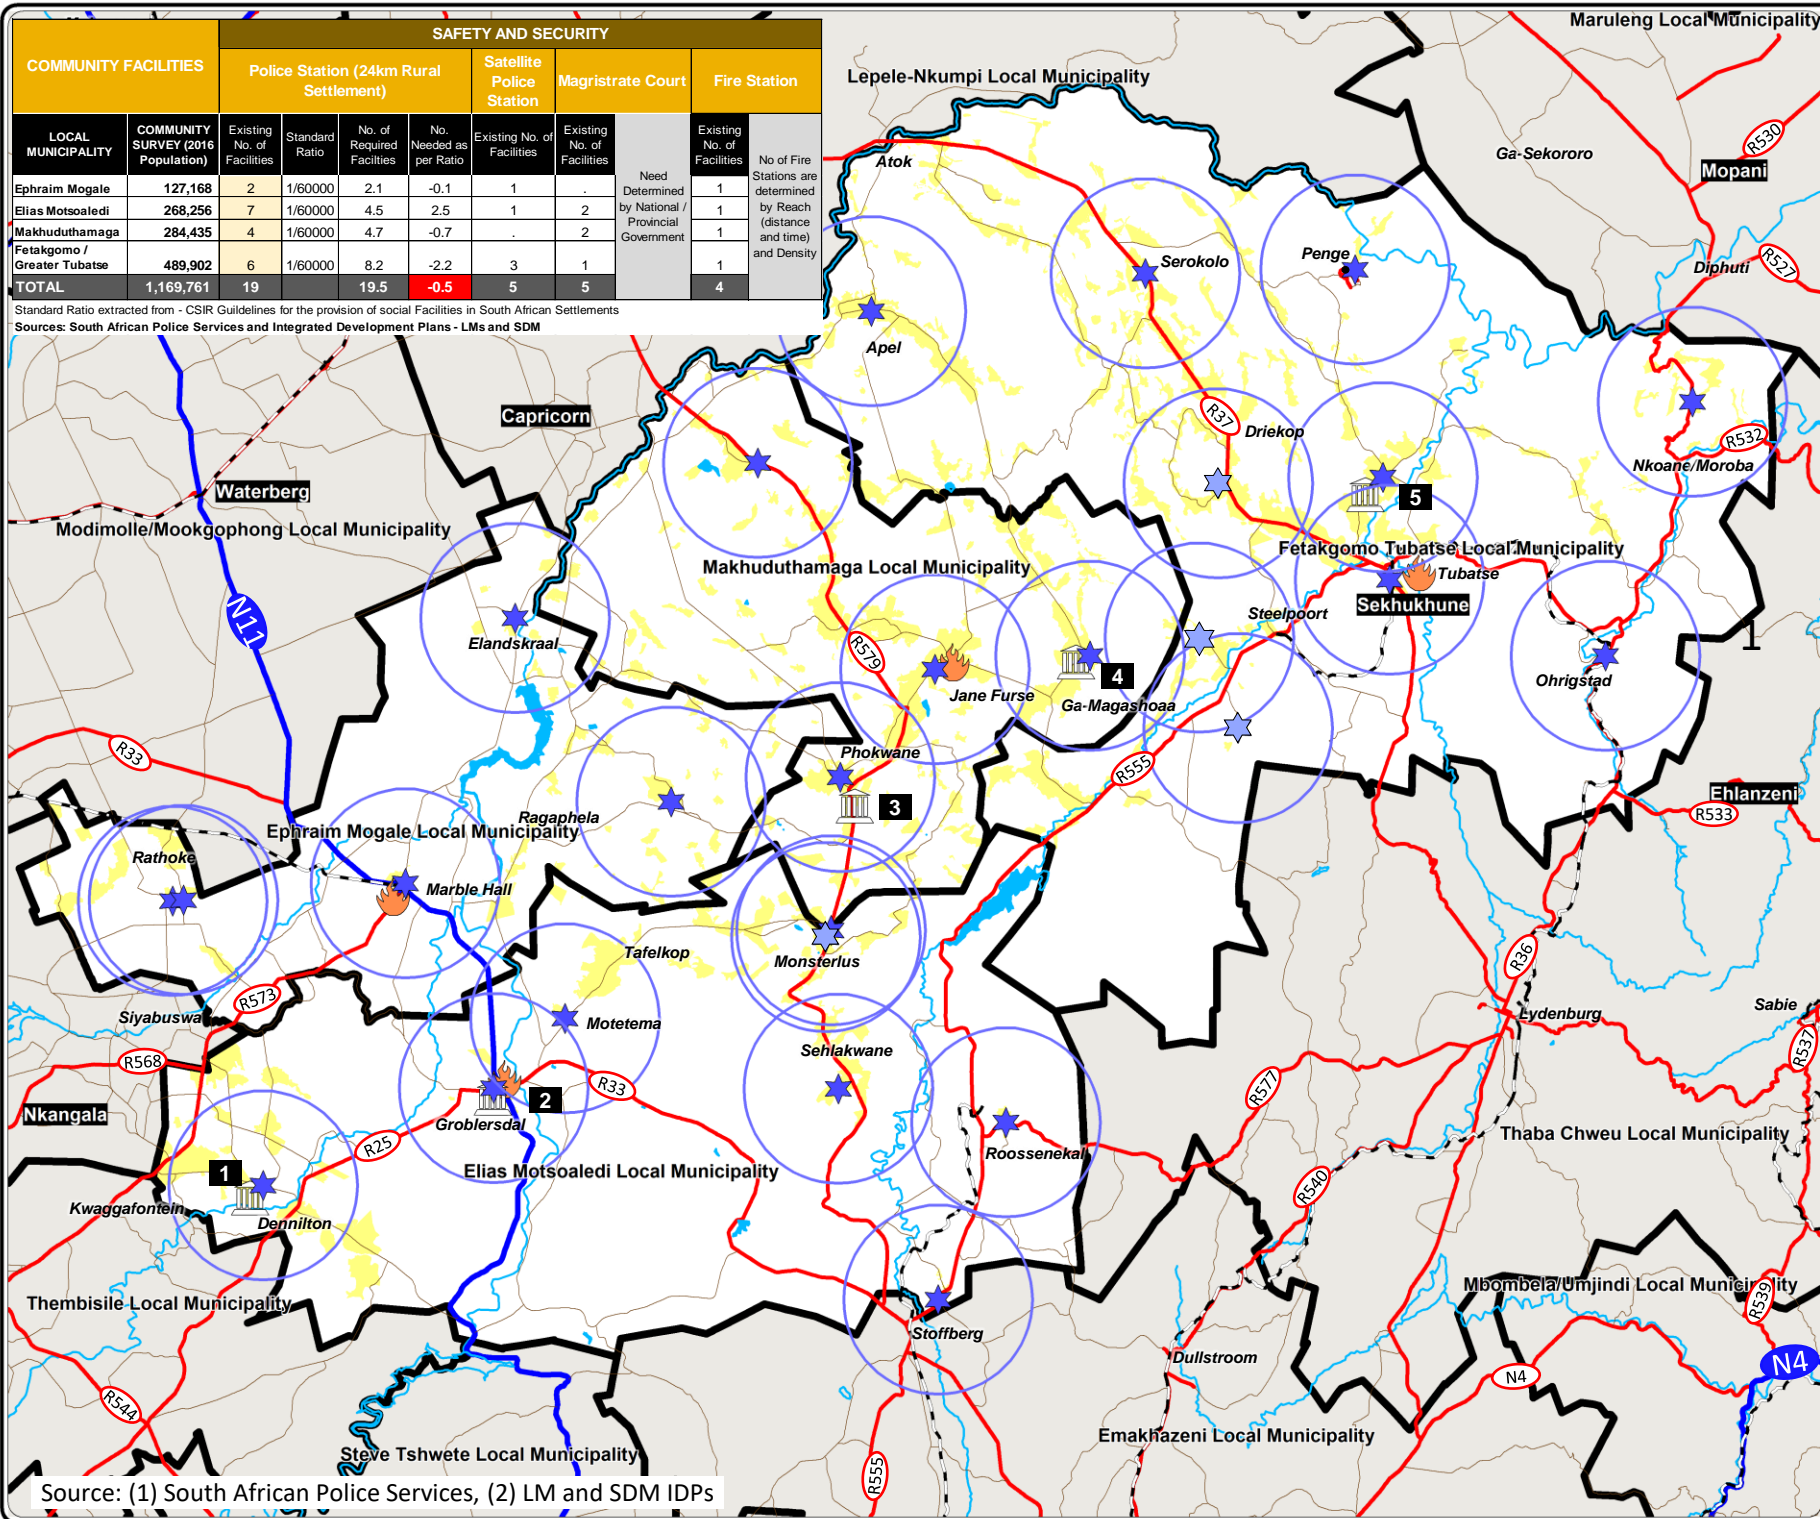 SAFETY AND SECURITY
COMMUNITY FACILITIES
Police Station (24km Rural Settlement)
Satellite Police Station
Magristrate Court
Fire Station
LOCAL MUNICIPALITY
COMMUNITY SURVEY (2016 Population)
Existing No. of Facilities
Standard Ratio
No. of Required Facilties
No. Needed as per Ratio
Existing No. of Facilities
Existing No. of Facilities
Need Determined by National / Provincial Government
Existing No. of Facilities
No of Fire Stations are determined by Reach (distance and time) and Density
Ephraim Mogale 127,168 2 1/60000 2.1 -0.1 1 . 1
Elias Motsoaledi 268,256 7 1/60000 4.5 2.5 1 2 1
Makhuduthamaga 284,435 4 1/60000 4.7 -0.7 . 2 1
Fetakgomo / Greater Tubatse 489,902 6 1/60000 8.2 -2.2 3 1 1
TOTAL 1,169,761 19 19.5 -0.5 5 5 4
Standard Ratio extracted from - CSIR Guildelines for the provision of social Facilities in South African Settlements
Sources: South African Police Services and Integrated Development Plans - LMs and SDM
Maruleng Local Municipality
Lepele-Nkumpi Local Municipality
R530
Atok
Ga-Sekororo
Mopani
Serokolo
Penge
Diphuti
R527
Apel
Capricorn
R37
Driekop
R532
Nkoane/Moroba
Waterberg
5
Modimolle/Mookgophong Local Municipality
Fetakgomo Tubatse Local Municipality
Makhuduthamaga Local Municipality
Tubatse
Sekhukhune
Steelpoort
N11
Elandskraal
R579
1
4
Jane Furse
Ga-Magashoaa
Ohrigstad
R33
Phokwane
R555
Ehlanzeni
3
R533
Ragaphela
Ephraim Mogale Local Municipality
Rathoke
Marble Hall
Tafelkop
Monsterlus
R36
R573
Siyabuswa
Motetema
Sabie
Lydenburg
R537
Sehlakwane
R568
R33
R577
2
Nkangala
Groblersdal
R25
Roossenekal
Thaba Chweu Local Municipality
1
Elias Motsoaledi Local Municipality
R540
Kwaggafontein
Dennilton
Mbombela/Umjindi Local Municipality
R539
Thembisile Local Municipality
Stoffberg
Dullstroom
N4
N4
R544
Emakhazeni Local Municipality
Steve Tshwete Local Municipality
R555
Source: (1) South African Police Services, (2) LM and SDM IDPs